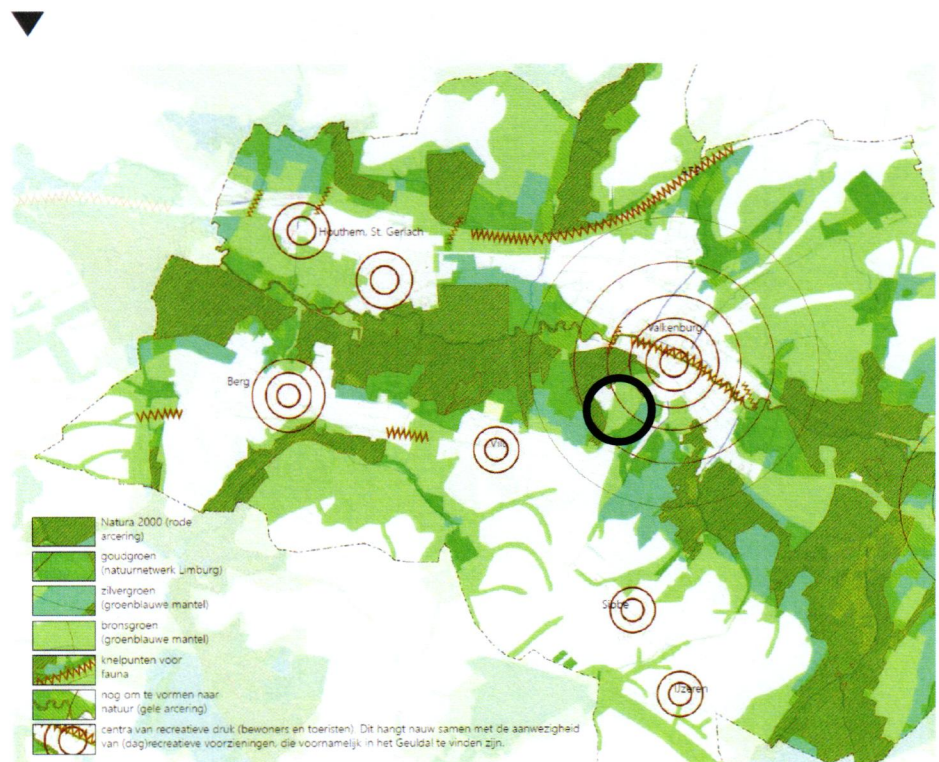 Houthem, St. Gerlach
Valkenburg
Berg
Vilt
Sibbe
IJzeren
Natura 2000 (rode
arcering)
goudgroen
(natuurnetwerk Limburg)
zilvergroen
(groenblauwe mantel)
bronsgroen
(groenblauwe mantel)
knelpunten voor
fauna
nog om te vormen naar
natuur (gele arcering)
centra van recreatieve druk (bewoners en toeristen). Dit hangt nauw samen met de aanwezigheid
van (dag)recreatieve voorzieningen, die voornamelijk in het Geuldal te vinden zijn.